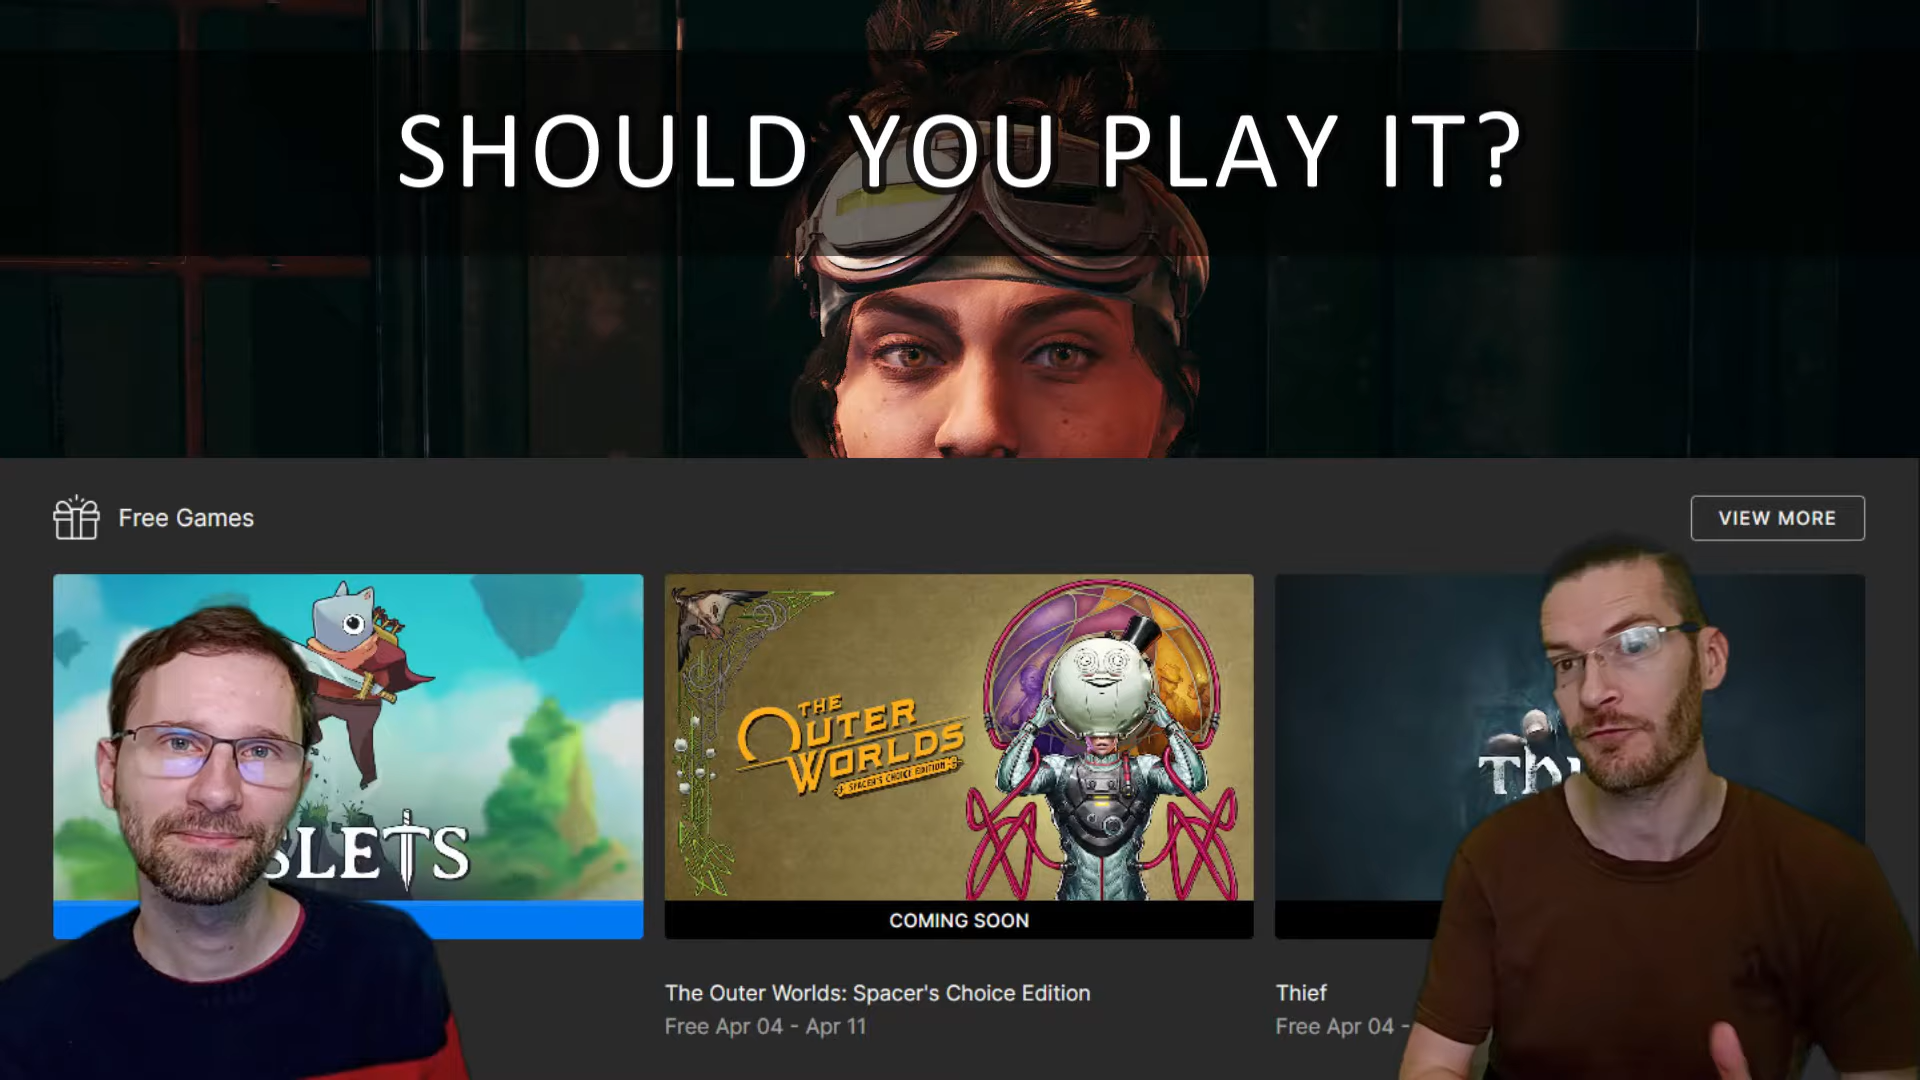 SHOULD YOU PLAY IT?
Free Games
VIEW MORE
SLETS
THE
OUTER
WORLDS
SPACER'S CHOICE EDITION
COMING SOON
The Outer Worlds: Spacer's Choice Edition
Thief
Free Apr 04 - Apr 11
Free Apr 04 -